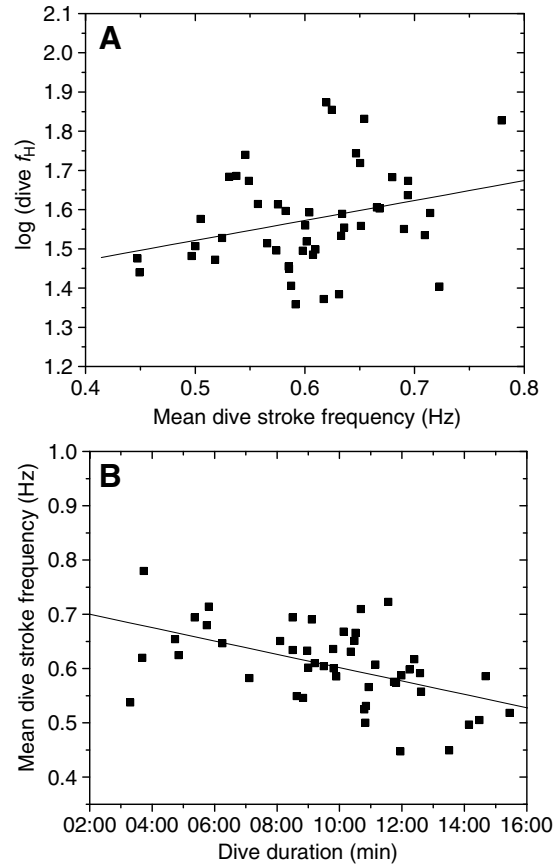 A
2.1
2.0
1.9
1.8
1.7
1.6
1.5
1.4
1.3
1.2
log (dive fH)
0.4 0.5 0.6 0.7 0.8
Mean dive stroke frequency (Hz)
B
1.0
0.9
0.8
0.7
0.6
0.5
0.4
Mean dive stroke frequency (Hz)
02:00 04:00 06:00 08:00 10:00 12:00 14:00 16:00
Dive duration (min)